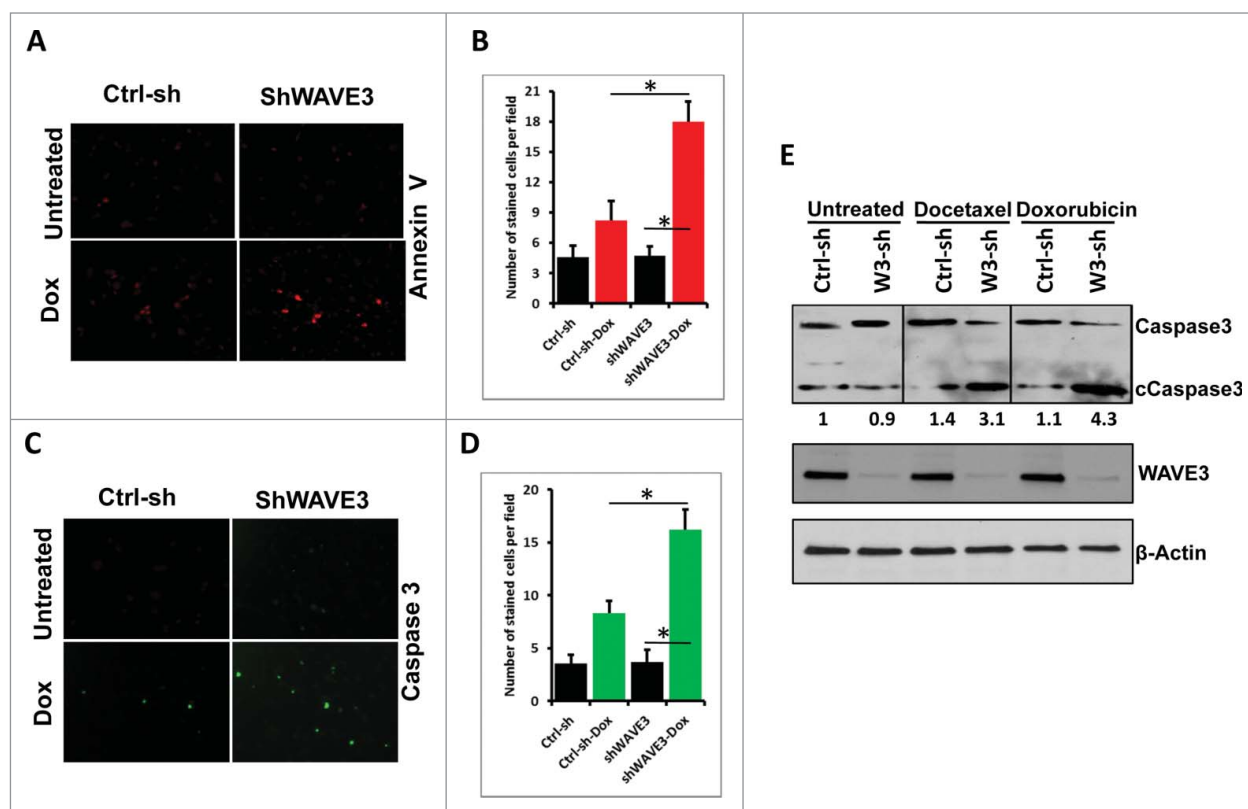 A
Ctrl-sh ShWAVE3
Untreated
Dox
Annexin V
B
Number of stained cells per field
21
18
15
12
9
6
3
0
*
*
Ctrl-sh
Ctrl-sh-Dox
shWAVE3
shWAVE3-Dox
C
Ctrl-sh ShWAVE3
Untreated
Dox
Caspase 3
D
Number of stained cells per field
20
15
10
5
0
*
*
Ctrl-sh
Ctrl-sh-Dox
shWAVE3
shWAVE3-Dox
E
Untreated Docetaxel Doxorubicin
Ctrl-sh W3-sh Ctrl-sh W3-sh Ctrl-sh W3-sh
Caspase3
cCaspase3
1 0.9 1.4 3.1 1.1 4.3
WAVE3
β-Actin